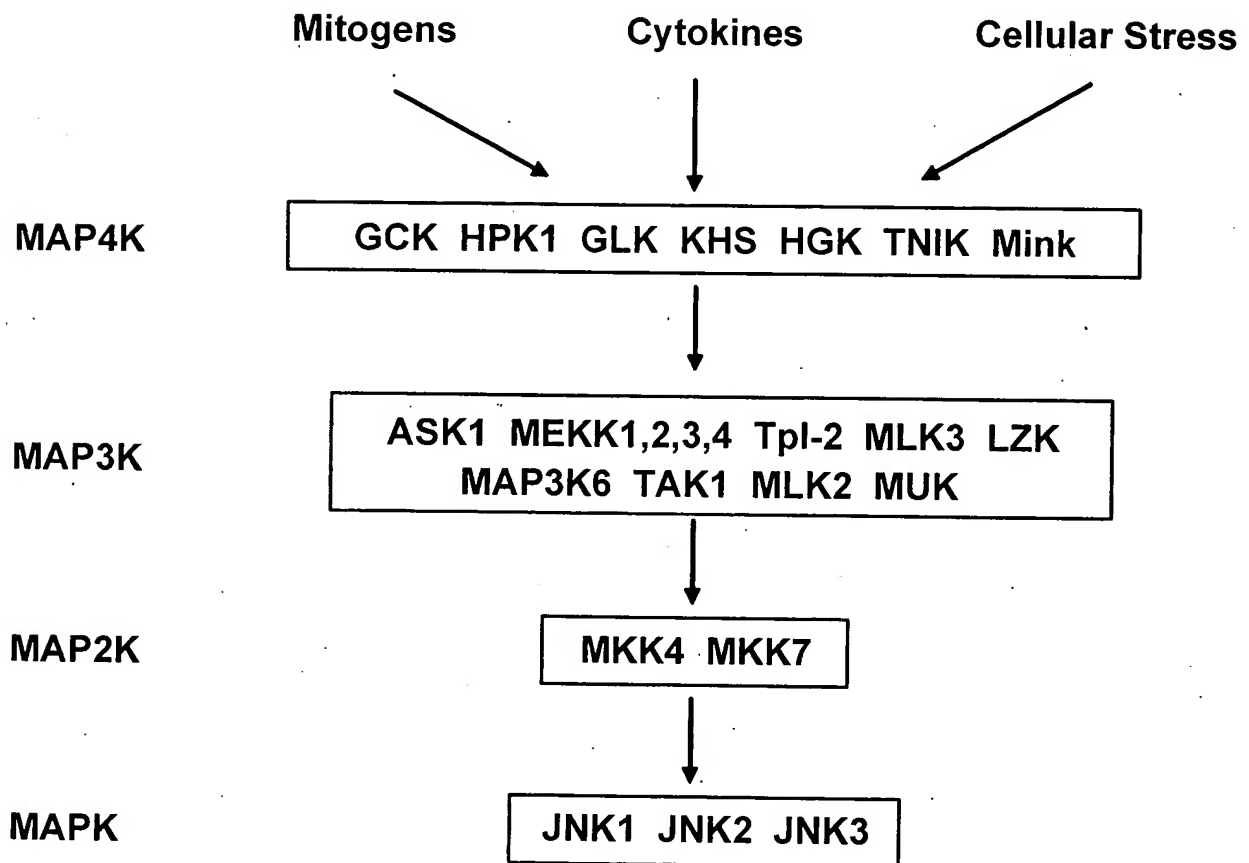 Mitogens Cytokines Cellular Stress
MAP4K GCK HPK1 GLK KHS HGK TNIK Mink
ASK1 MEKK1,2,3,4 Tpl-2 MLK3 LZK
MAP3K
MAP3K6 TAK1 MLK2 MUK
MAP2K MKK4 MKK7
MAPK JNK1 JNK2 JNK3